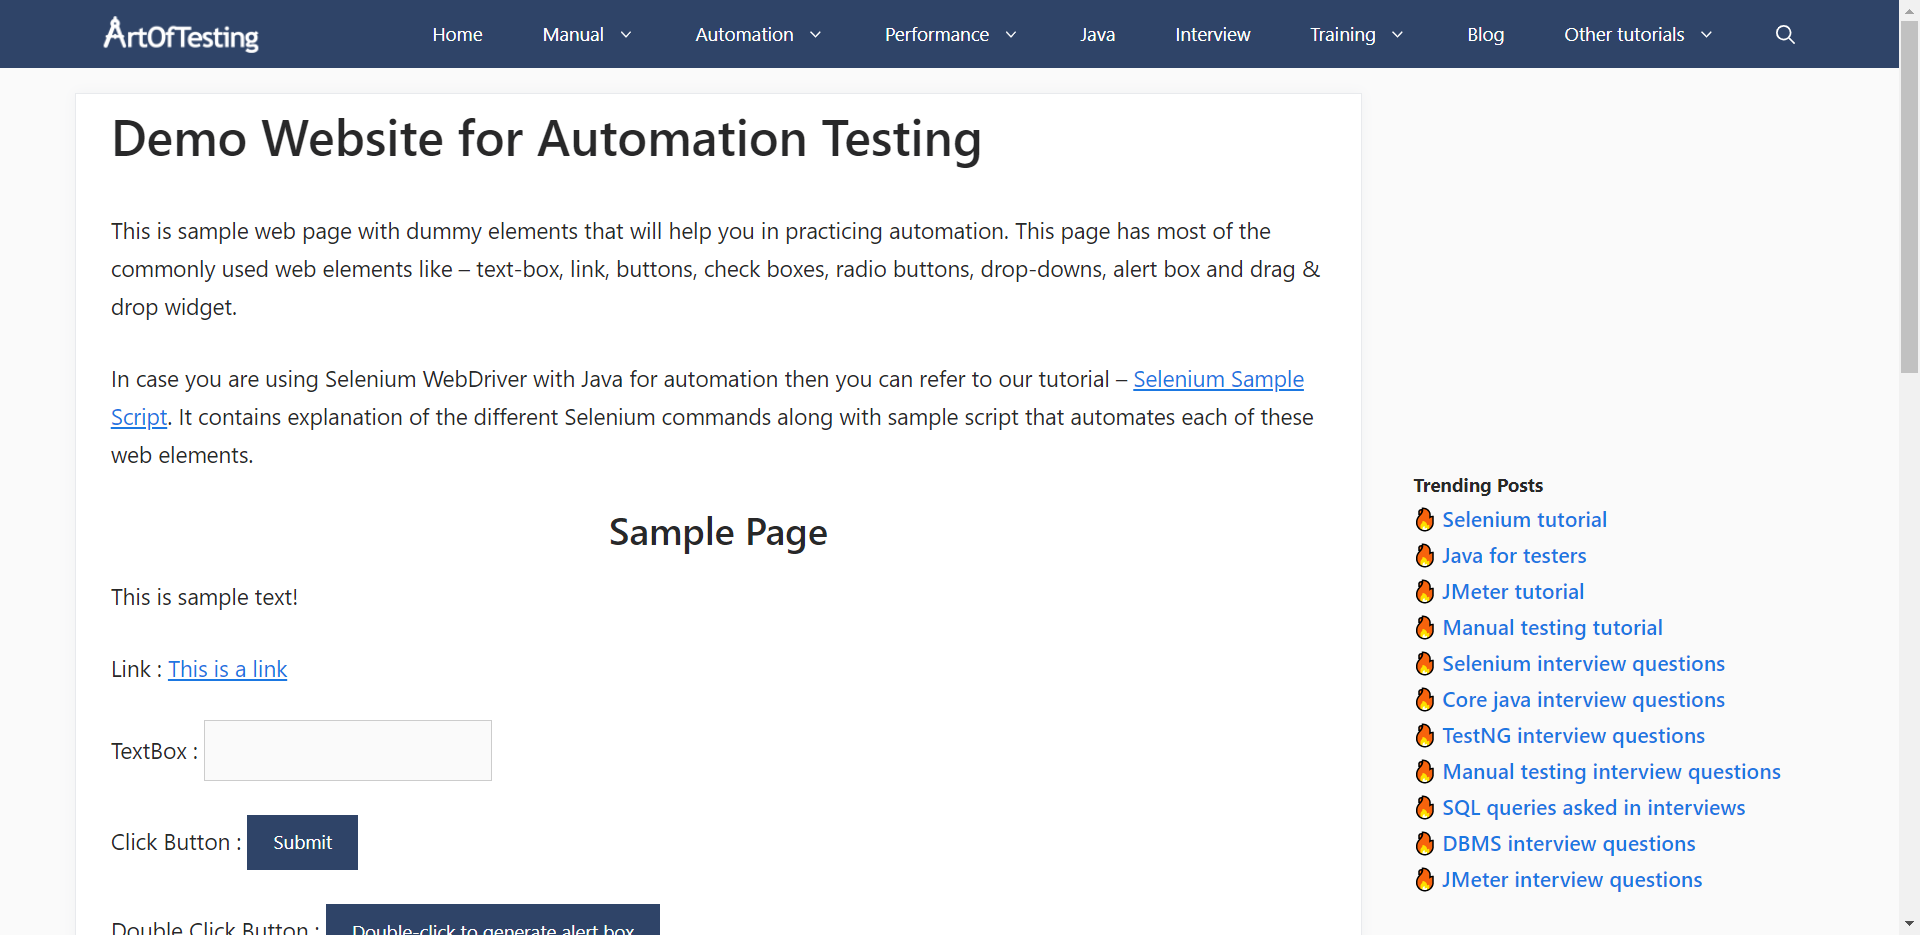 ArtOfTesting Home Manual Automation Performance Java Interview Training Blog Other tutorials
Demo Website for Automation Testing
This is sample web page with dummy elements that will help you in practicing automation. This page has most of the
commonly used web elements like – text-box, link, buttons, check boxes, radio buttons, drop-downs, alert box and drag &
drop widget.
In case you are using Selenium WebDriver with Java for automation then you can refer to our tutorial – Selenium Sample
Script. It contains explanation of the different Selenium commands along with sample script that automates each of these
web elements.
Sample Page
This is sample text!
Link : This is a link
TextBox :
Click Button : Submit
Double Click Button : Double-click to generate alert box
Trending Posts
Selenium tutorial
Java for testers
JMeter tutorial
Manual testing tutorial
Selenium interview questions
Core java interview questions
TestNG interview questions
Manual testing interview questions
SQL queries asked in interviews
DBMS interview questions
JMeter interview questions